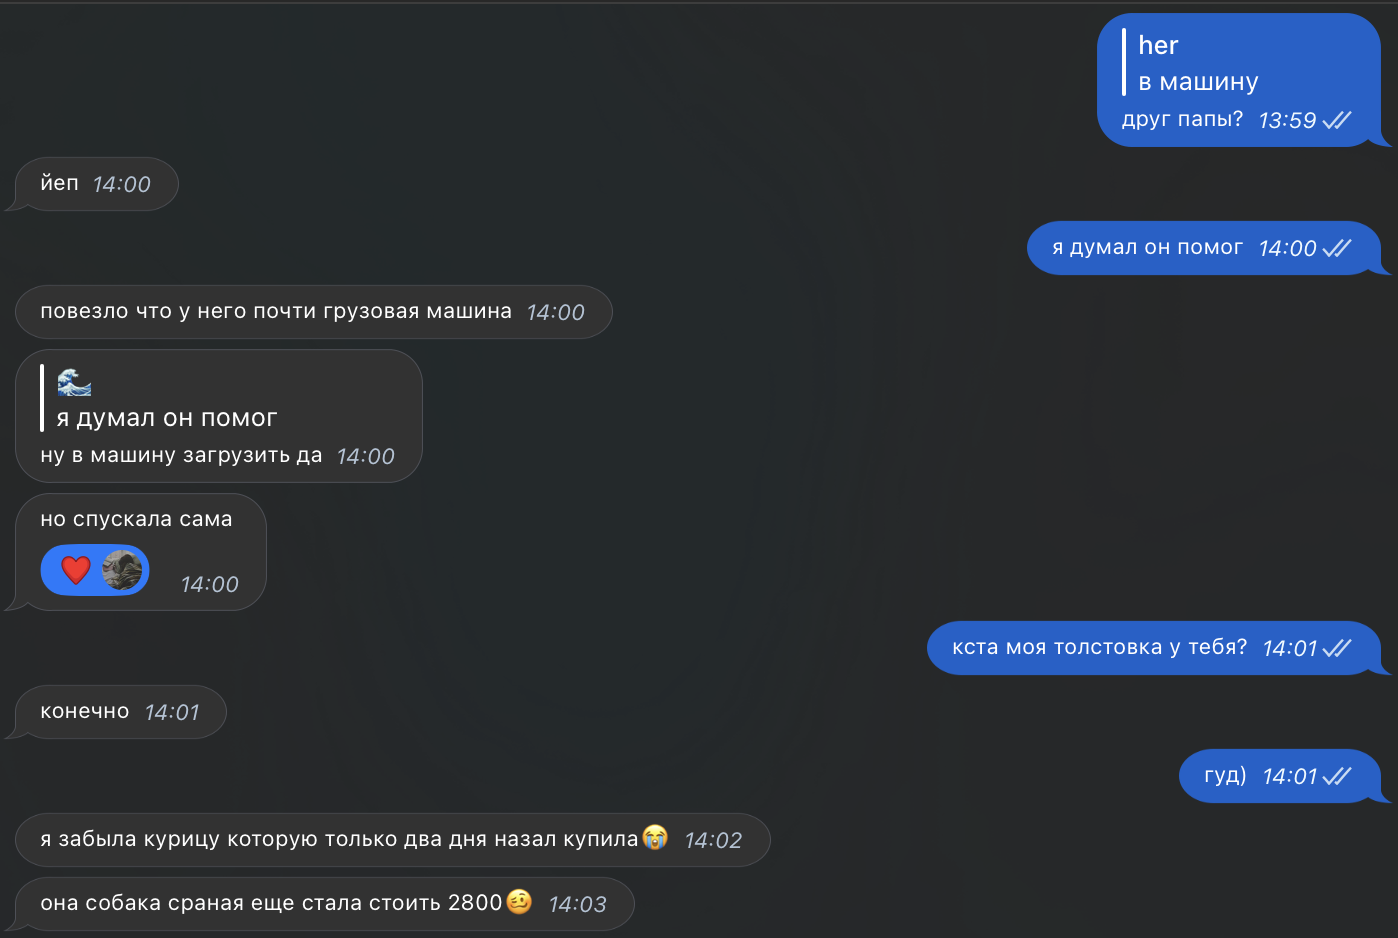 her
в машину
друг папы? 13:59
йеп 14:00
я думал он помог 14:00
повезло что у него почти грузовая машина 14:00
🌊
я думал он помог
ну в машину загрузить да 14:00
но спускала сама
❤️ 14:00
кста моя толстовка у тебя? 14:01
конечно 14:01
гуд) 14:01
я забыла курицу которую только два дня назал купила😭 14:02
она собака сраная еще стала стоить 2800🥴 14:03